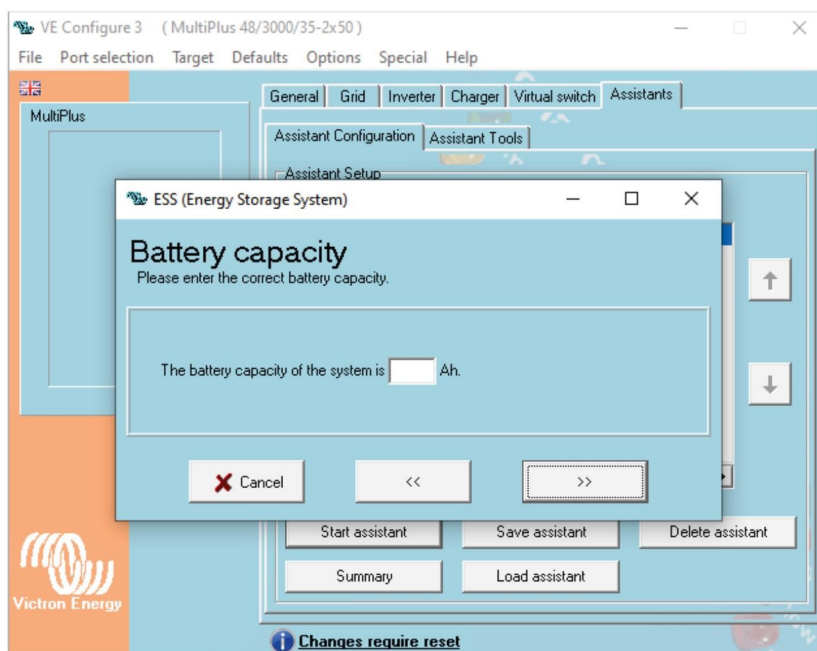 VE Configure 3 ( MultiPlus 48/3000/35-2x50 )
File Port selection Target Defaults Options Special Help
General Grid Inverter Charger Virtual switch Assistants
MultiPlus
Assistant Configuration Assistant Tools
Assistant Setup
ESS (Energy Storage System)
Battery capacity
Please enter the correct battery capacity.
The battery capacity of the system is Ah.
Cancel << >>
Start assistant Save assistant Delete assistant
Summary Load assistant
Victron Energy
Changes require reset